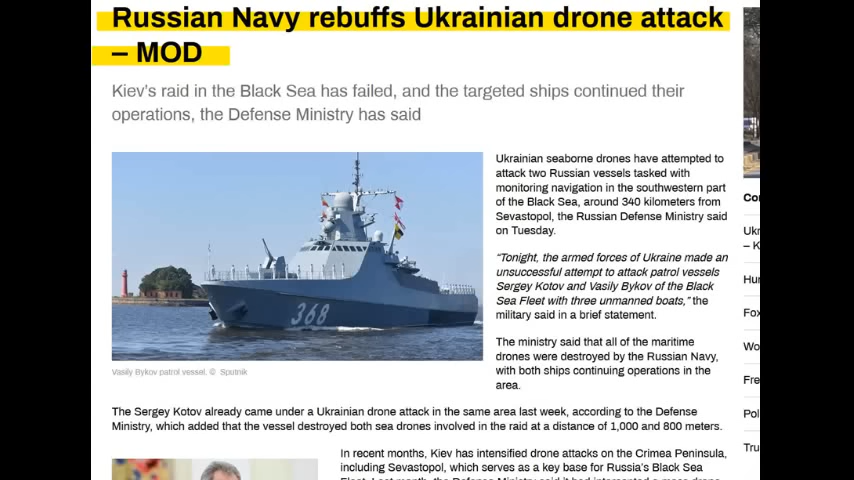 Russian Navy rebuffs Ukrainian drone attack
– MOD
Kiev's raid in the Black Sea has failed, and the targeted ships continued their
operations, the Defense Ministry has said
368
Vasily Bykov patrol vessel. © Sputnik
Ukrainian seaborne drones have attempted to
attack two Russian vessels tasked with
monitoring navigation in the southwestern part
of the Black Sea, around 340 kilometers from
Sevastopol, the Russian Defense Ministry said
on Tuesday.
“Tonight, the armed forces of Ukraine made an
unsuccessful attempt to attack patrol vessels
Sergey Kotov and Vasily Bykov of the Black
Sea Fleet with three unmanned boats,” the
military said in a brief statement.
The ministry said that all of the maritime
drones were destroyed by the Russian Navy,
with both ships continuing operations in the
area.
The Sergey Kotov already came under a Ukrainian drone attack in the same area last week, according to the Defense
Ministry, which added that the vessel destroyed both sea drones involved in the raid at a distance of 1,000 and 800 meters.
In recent months, Kiev has intensified drone attacks on the Crimea Peninsula,
including Sevastopol, which serves as a key base for Russia's Black Sea